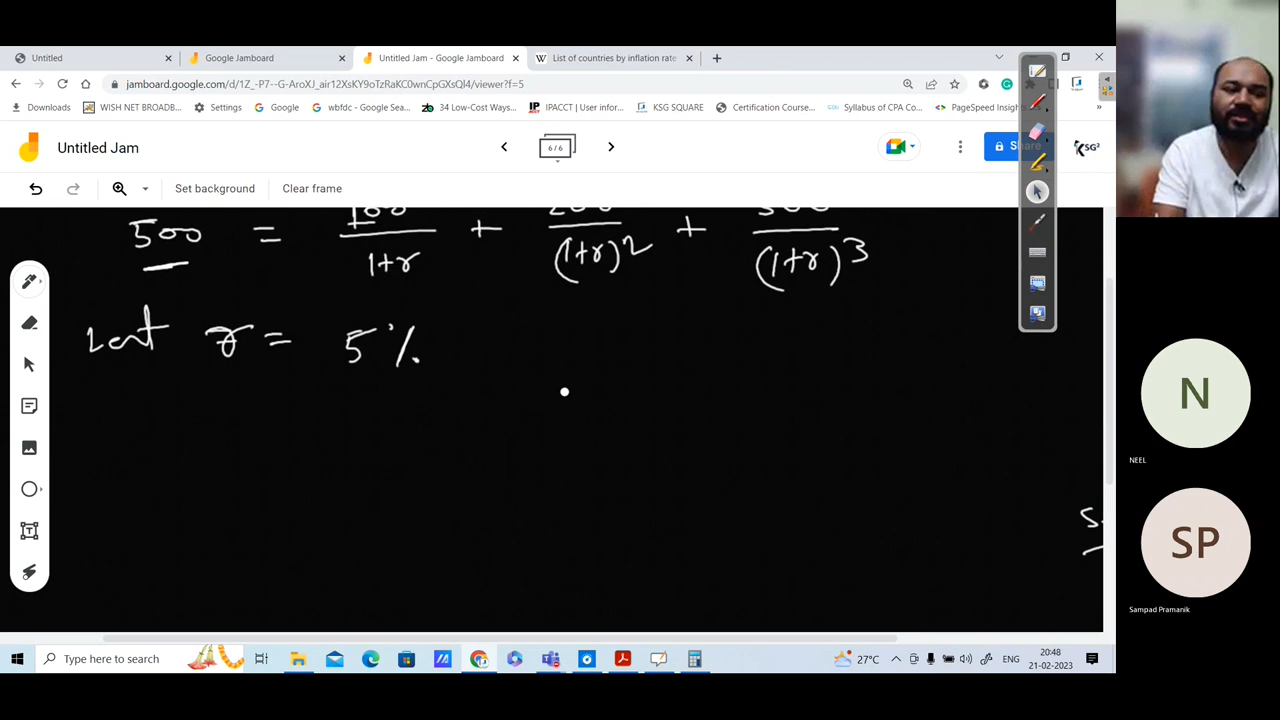 Untitled
Google Jamboard
Untitled Jam - Google Jamboard
List of countries by inflation rate
jamboard.google.com/d/1Z_-P7--G-AroXJ_air12XsKY9oTzRaKC0wnCpGXsQl4/viewer?f=5
Downloads
WISH NET BROADB...
Settings
Google
wbfdc - Google Sea...
34 Low-Cost Ways...
IPACCT | User infor...
KSG SQUARE
Certification Course...
Syllabus of CPA Co...
PageSpeed Insights
Untitled Jam
6/6
Share
KSG²
Set background
Clear frame
500 = 100/1+r + 200/(1+r)² + 500/(1+r)³
r = 5%
N
NEEL
SP
Sampad Pramanik
Type here to search
27°C
ENG
20:48
21-02-2023